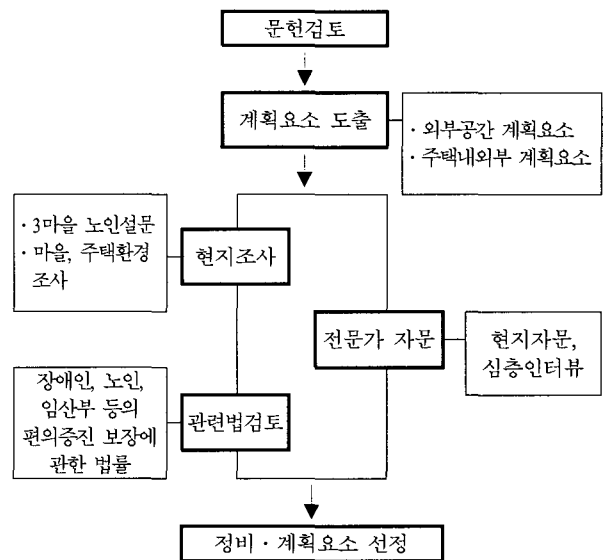 문헌검토
계획요소 도출
· 외부공간 계획요소
· 주택내외부 계획요소
· 3마을 노인설문
· 마을, 주택환경
조사
현지조사
전문가 자문
현지자문,
심층인터뷰
장애인, 노인,
임산부 등의
편의증진 보장에
관한 법률
관련법검토
정비 · 계획요소 선정